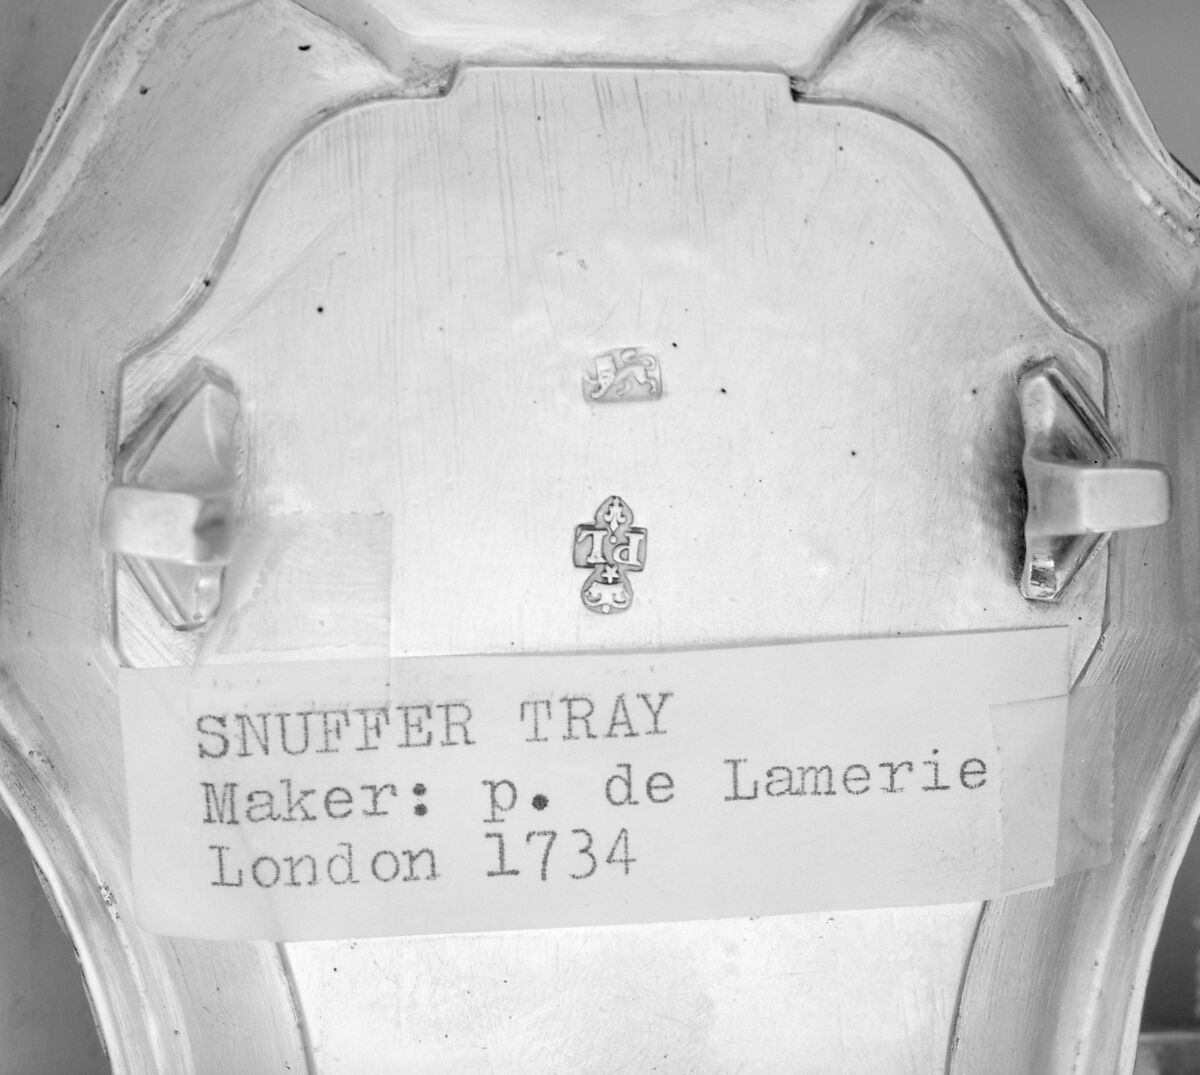 P.L
SNUFFER TRAY
Maker: p. de Lamerie
London 1734